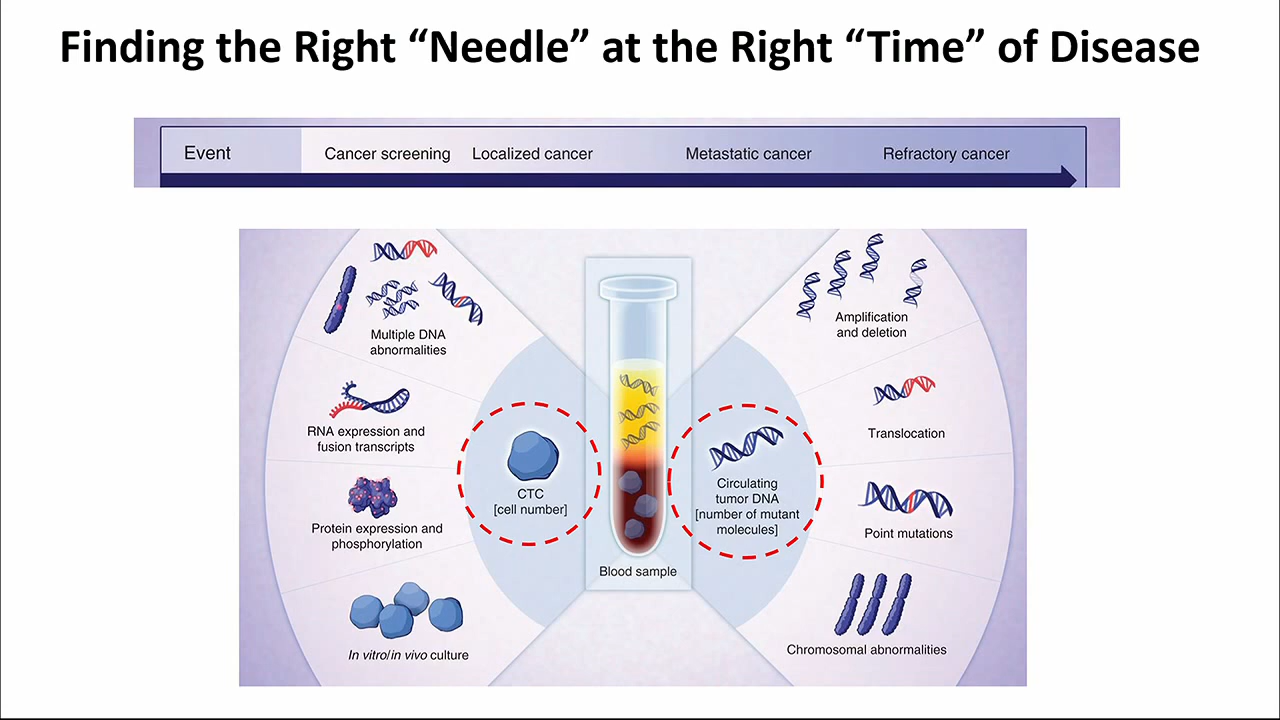 Finding the Right “Needle” at the Right “Time” of Disease
Event
Cancer screening
Localized cancer
Metastatic cancer
Refractory cancer
Multiple DNA
abnormalities
RNA expression and
fusion transcripts
Protein expression and
phosphorylation
In vitro/in vivo culture
CTC
[cell number]
Blood sample
Circulating
tumor DNA
[number of mutant
molecules]
Amplification
and deletion
Translocation
Point mutations
Chromosomal abnormalities